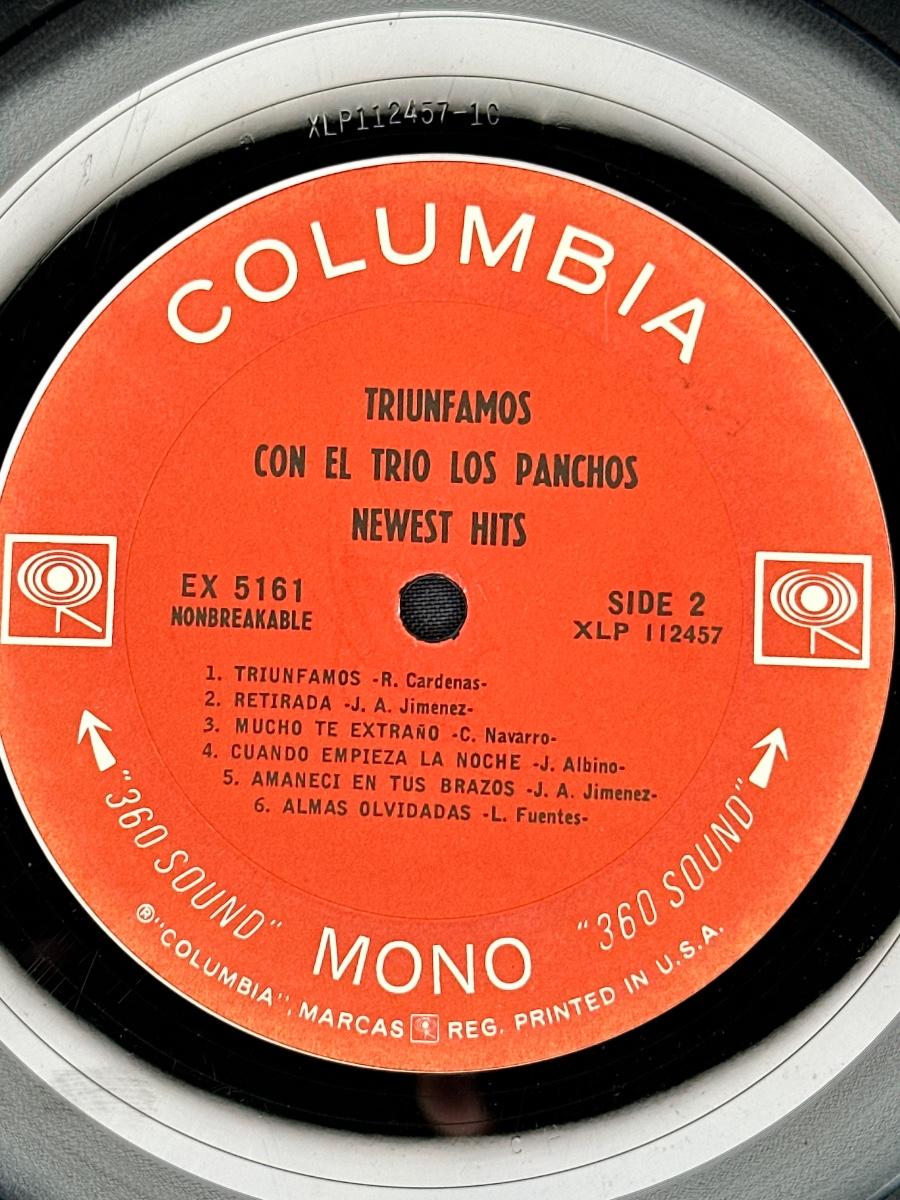 XLP112457-1C
COLUMBIA
TRIUNFAMOS
CON EL TRIO LOS PANCHOS
NEWEST HITS
EX 5161
NONBREAKABLE
SIDE 2
XLP 112457
1. TRIUNFAMOS -R. Cardenas-
2. RETIRADA -J. A. Jimenez-
3. MUCHO TE EXTRAÑO -C. Navarro-
4. CUANDO EMPIEZA LA NOCHE -J. Albino-
5. AMANECI EN TUS BRAZOS -J. A. Jimenez-
6. ALMAS OLVIDADAS -L. Fuentes-
"360 SOUND"
MONO
"360 SOUND"
®"COLUMBIA", MARCAS REG. PRINTED IN U.S.A.